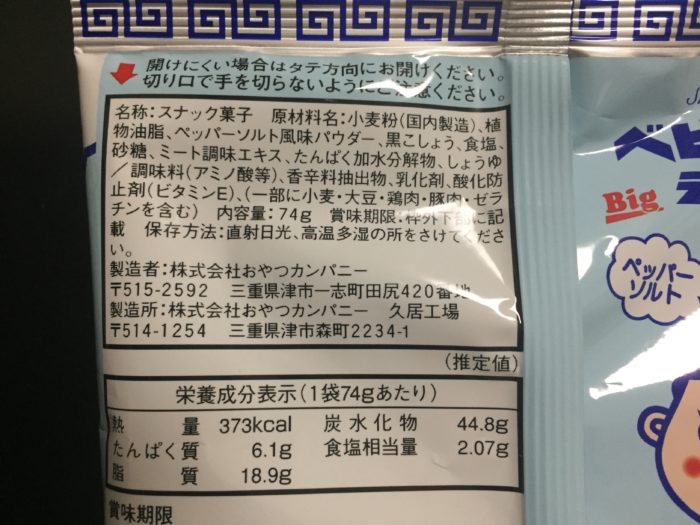 開けにくい場合はタテ方向にお開けください。
切り口で手を切らないようにご注意ください。
名称:スナック菓子 原材料名:小麦粉(国内製造)、植
物油脂、ペッパーソルト風味パウダー、黒こしょう、食塩、
砂糖、ミート調味エキス、たんぱく加水分解物、しょうゆ
/調味料(アミノ酸等)、香辛料抽出物、乳化剤、酸化防
止剤(ビタミンE)、(一部に小麦・大豆・鶏肉・豚肉・ゼラ
チンを含む) 内容量:74g 賞味期限:枠外下部に記
載 保存方法:直射日光、高温多湿の所をさけてくださ
い。
製造者:株式会社おやつカンパニー
〒515-2592 三重県津市一志町田尻420番地
製造所:株式会社おやつカンパニー 久居工場
〒514-1254 三重県津市森町2234-1
(推定値)
栄養成分表示(1袋74gあたり)
熱量 373kcal 炭水化物 44.8g
たんぱく質 6.1g 食塩相当量 2.07g
脂質 18.9g
賞味期限
ベビ
ラ
Big
ペッパー
ソルト